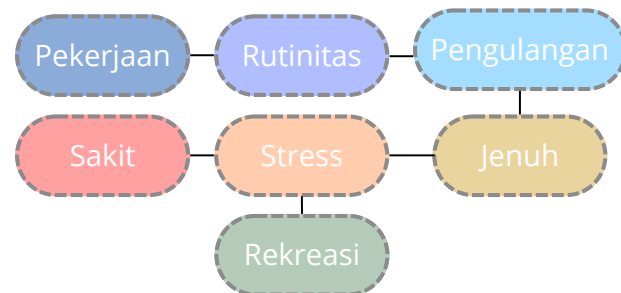 Pekerjaan
Rutinitas
Pengulangan
Sakit
Stress
Jenuh
Rekreasi